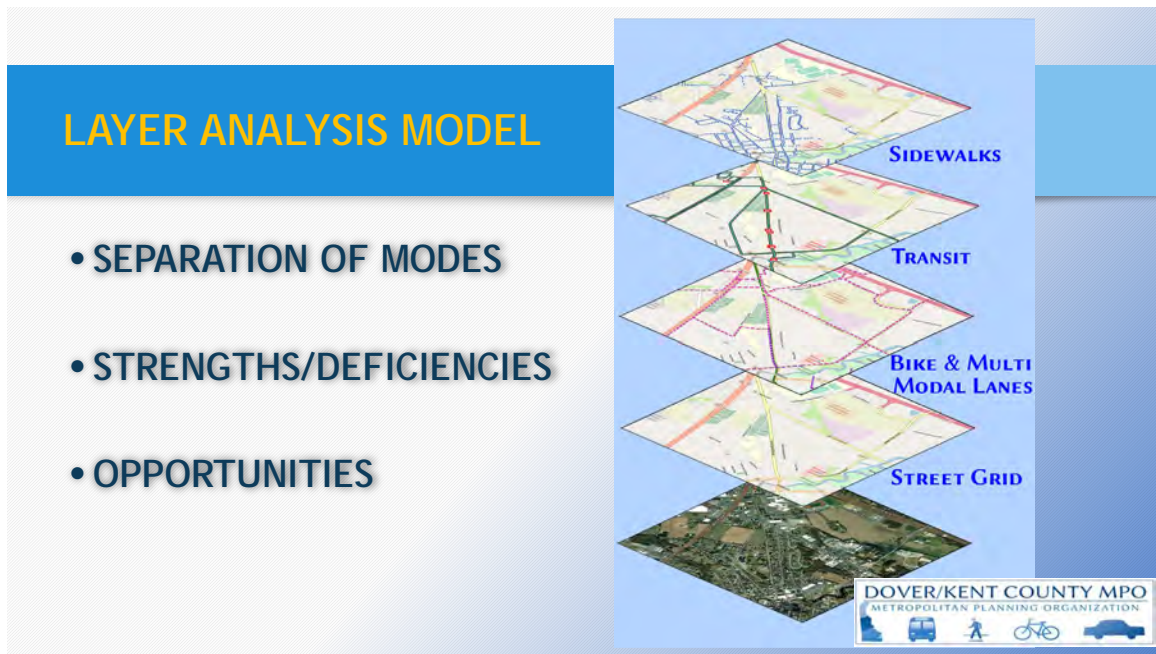 LAYER ANALYSIS MODEL
• SEPARATION OF MODES
• STRENGTHS/DEFICIENCIES
• OPPORTUNITIES
SIDEWALKS
TRANSIT
BIKE & MULTI
MODAL LANES
STREET GRID
DOVER/KENT COUNTY MPO
METROPOLITAN PLANNING ORGANIZATION